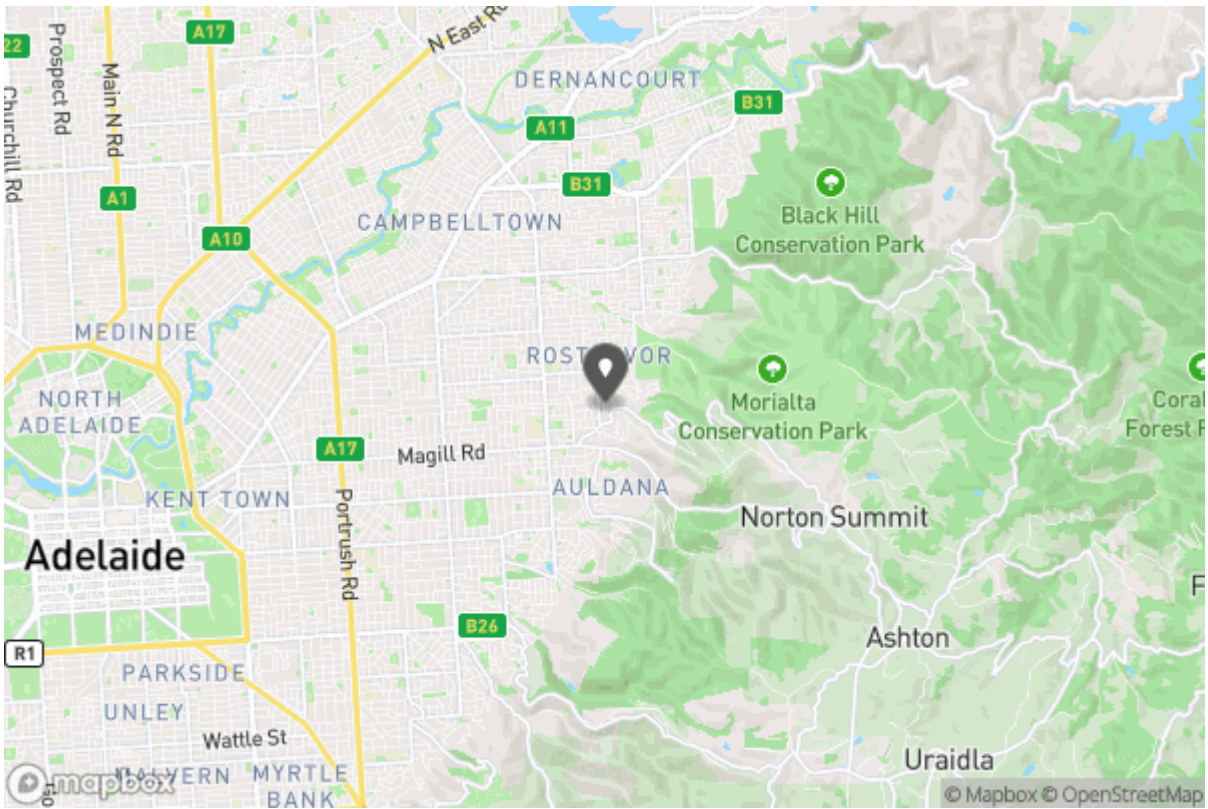 22
A17
N East Rd
Prospect Rd
Main N Rd
Churchill Rd
DERNANCOURT
B31
A11
B31
A1
Black Hill
Conservation Park
CAMPBELLTOWN
A10
MEDINDIE
NORTH
ADELAIDE
Morialta
Conservation Park
Coral
Forest
A17
Magill Rd
KENT TOWN
AULDANA
Portrush Rd
Norton Summit
Adelaide
B26
F
Ashton
R1
PARKSIDE
UNLEY
Wattle St
Uraidla
mapbox
MYRTLE
BANK
© Mapbox © OpenStreetMap